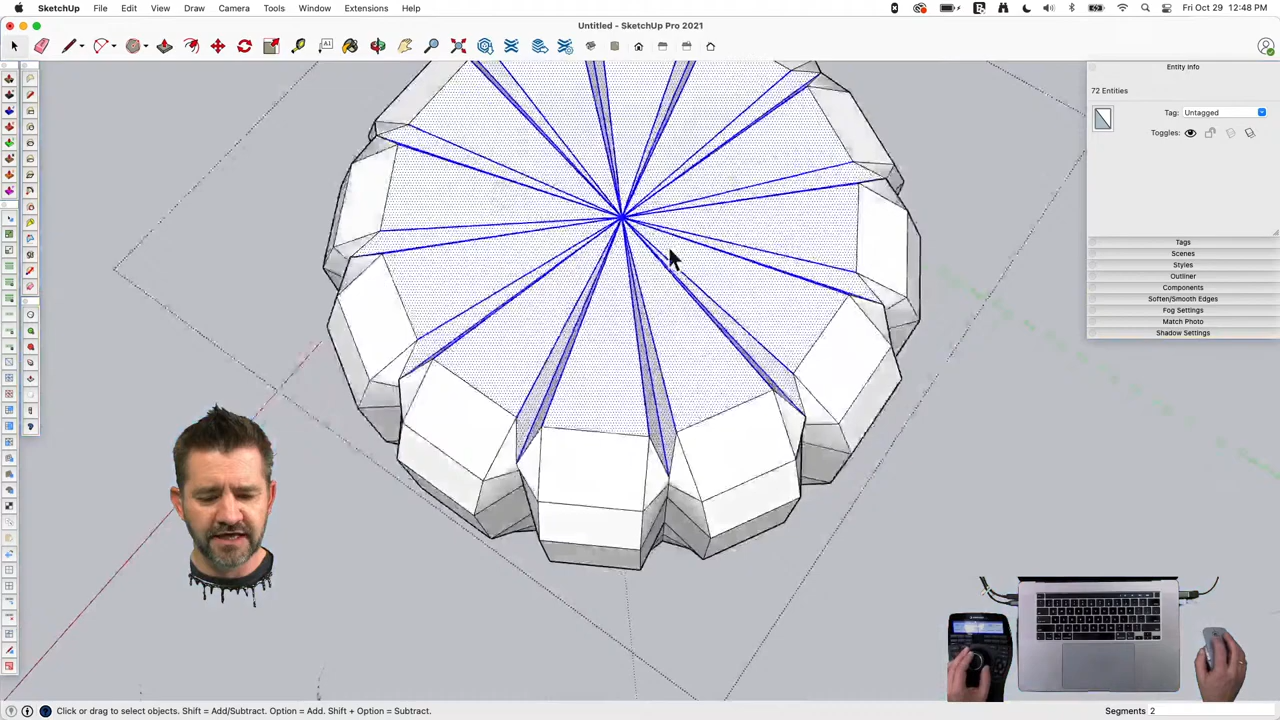 SketchUp File Edit View Draw Camera Tools Window Extensions Help
Fri Oct 29 12:48 PM
Untitled - SketchUp Pro 2021
Entity Info
72 Entities
Tag: Untagged
Toggles:
Tags
Scenes
Styles
Outliner
Components
Soften/Smooth Edges
Fog Settings
Match Photo
Shadow Settings
Click or drag to select objects. Shift = Add/Subtract. Option = Add. Shift + Option = Subtract.
Segments 2